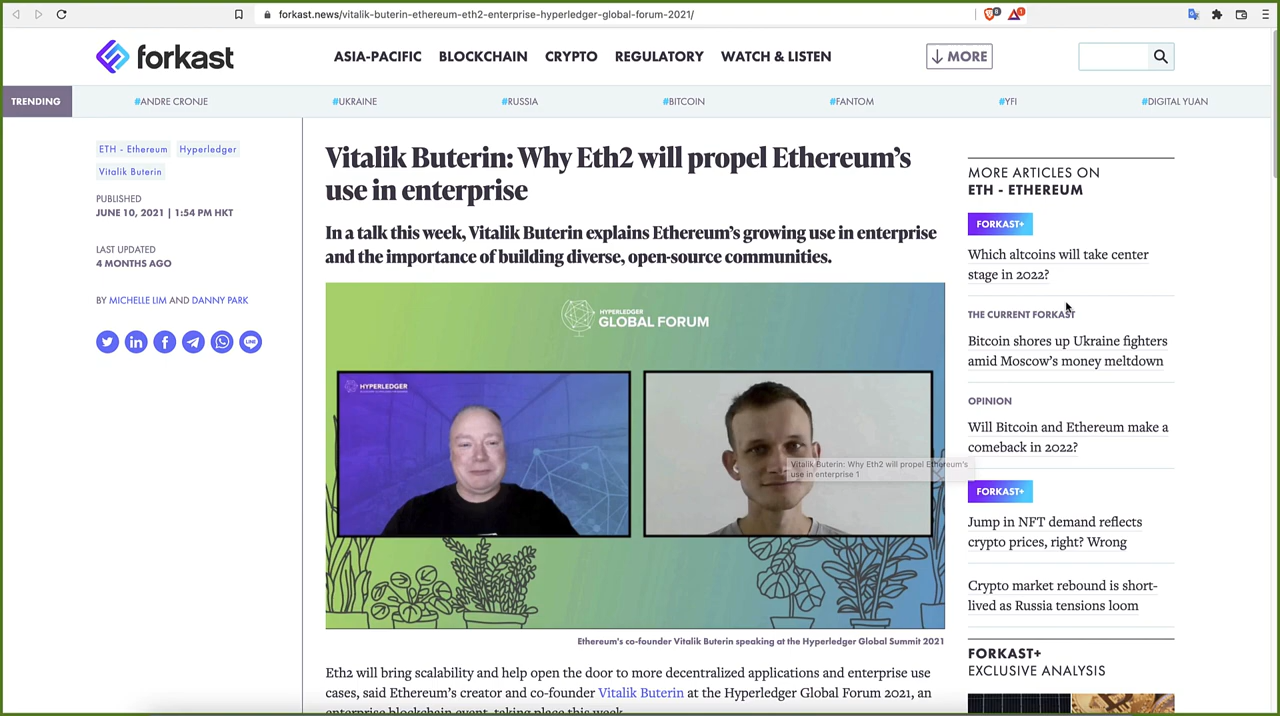 forkast.news/vitalik-buterin-ethereum-eth2-enterprise-hyperledger-global-forum-2021/
forkast
ASIA-PACIFIC BLOCKCHAIN CRYPTO REGULATORY WATCH & LISTEN
MORE
TRENDING
#ANDRE CRONJE #UKRAINE #RUSSIA #BITCOIN #FANTOM #YFI #DIGITAL YUAN
ETH - Ethereum Hyperledger
Vitalik Buterin
PUBLISHED
JUNE 10, 2021 | 1:54 PM HKT
LAST UPDATED
4 MONTHS AGO
BY MICHELLE LIM AND DANNY PARK
LINE
Vitalik Buterin: Why Eth2 will propel Ethereum’s
use in enterprise
In a talk this week, Vitalik Buterin explains Ethereum’s growing use in enterprise
and the importance of building diverse, open-source communities.
HYPERLEDGER
GLOBAL FORUM
HYPERLEDGER
Vitalik Buterin: Why Eth2 will propel Ethereum's
use in enterprise 1
Ethereum's co-founder Vitalik Buterin speaking at the Hyperledger Global Summit 2021
Eth2 will bring scalability and help open the door to more decentralized applications and enterprise use
cases, said Ethereum’s creator and co-founder Vitalik Buterin at the Hyperledger Global Forum 2021, an
enterprise blockchain event, taking place this week.
MORE ARTICLES ON
ETH - ETHEREUM
FORKAST+
Which altcoins will take center
stage in 2022?
THE CURRENT FORKAST
Bitcoin shores up Ukraine fighters
amid Moscow’s money meltdown
OPINION
Will Bitcoin and Ethereum make a
comeback in 2022?
FORKAST+
Jump in NFT demand reflects
crypto prices, right? Wrong
Crypto market rebound is short-
lived as Russia tensions loom
FORKAST+
EXCLUSIVE ANALYSIS